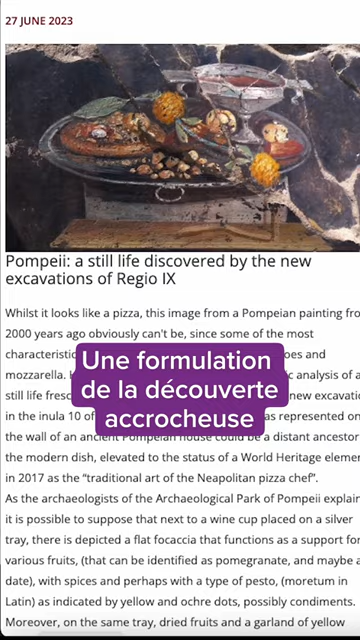 27 JUNE 2023
Pompeii: a still life discovered by the new
excavations of Regio IX
Whilst it looks like a pizza, this image from a Pompeian painting fro
2000 years ago obviously can't be, since some of the most
characteristic oes and
mozzarella. c analysis of a
still life fresc new excavatio
in the inula 10 of as represented on
the wall of an ancient Pompeian house could be a distant ancestor
the modern dish, elevated to the status of a World Heritage elemen
in 2017 as the “traditional art of the Neapolitan pizza chef”.
As the archaeologists of the Archaeological Park of Pompeii explain
it is possible to suppose that next to a wine cup placed on a silver
tray, there is depicted a flat focaccia that functions as a support for
various fruits, (that can be identified as pomegranate, and maybe a
date), with spices and perhaps with a type of pesto, (moretum in
Latin) as indicated by yellow and ochre dots, possibly condiments.
Moreover, on the same tray, dried fruits and a garland of yellow
Une formulation
de la découverte
accrocheuse